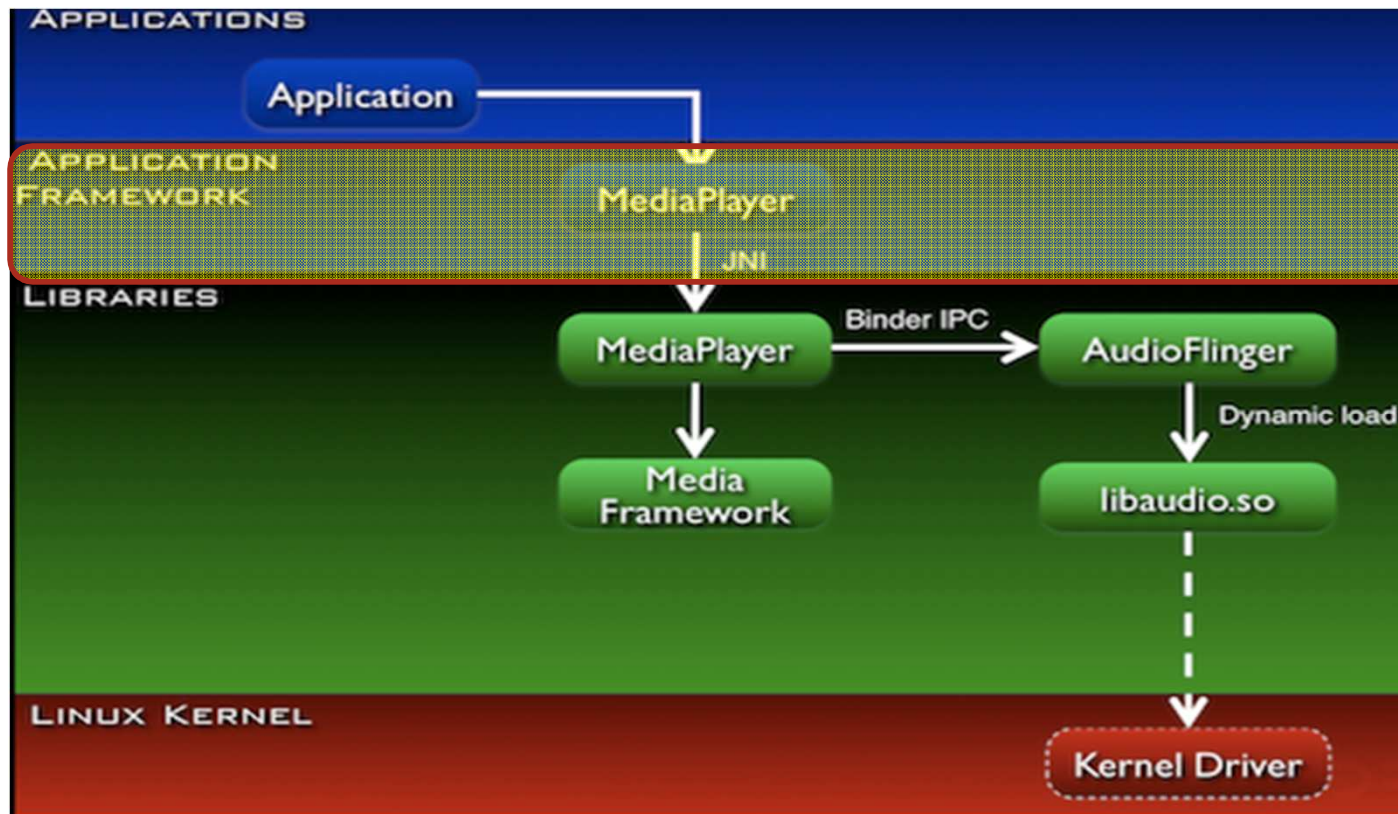 APPLICATIONS
Application
APPLICATION
FRAMEWORK
MediaPlayer
JNI
LIBRARIES
Binder IPC
MediaPlayer
AudioFlinger
Dynamic load
Media
Framework
libaudio.so
LINUX KERNEL
Kernel Driver